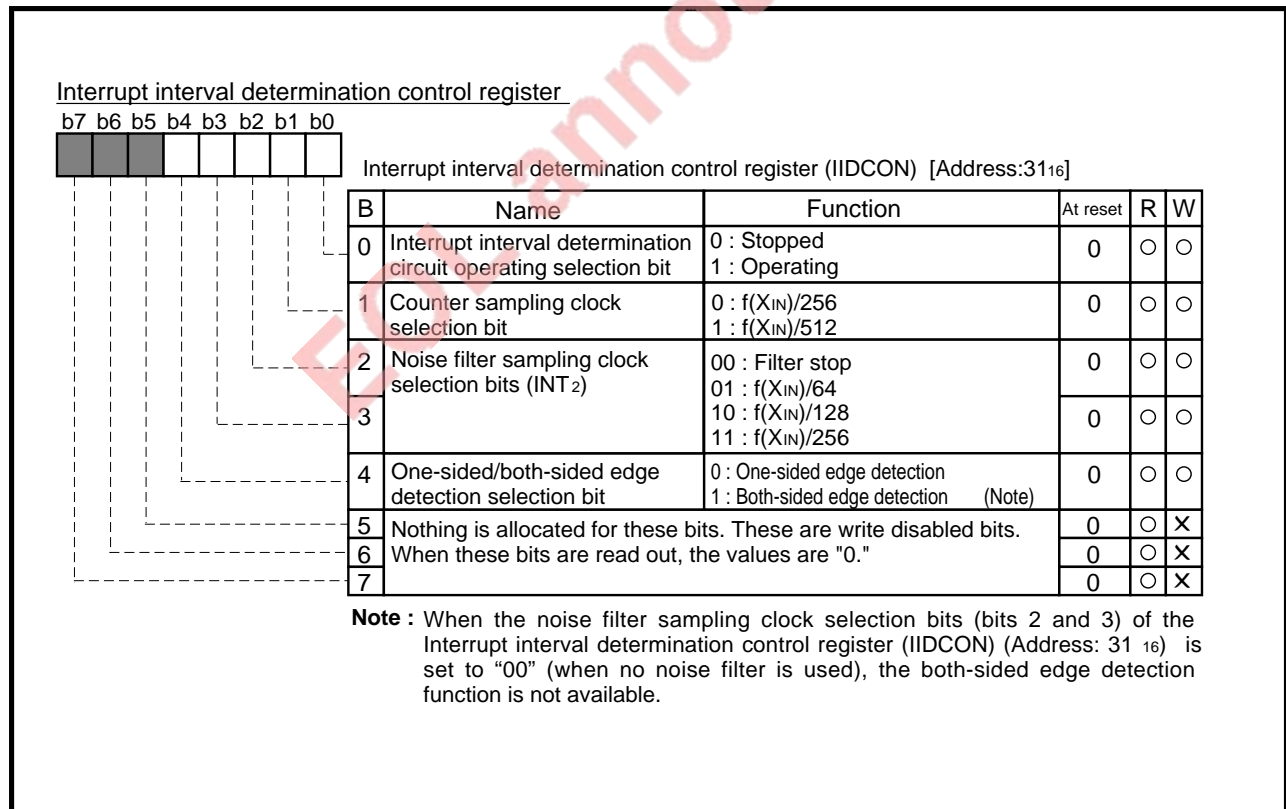 EOL anno
Interrupt interval determination control register
b7 b6 b5 b4 b3 b2 b1 b0
Interrupt interval determination control register (IIDCON) [Address:3116]
B Name Function At reset R W
0 Interrupt interval determination circuit operating selection bit 0 : Stopped 1 : Operating 0 ○ ○
1 Counter sampling clock selection bit 0 : f(XIN)/256 1 : f(XIN)/512 0 ○ ○
2 Noise filter sampling clock selection bits (INT2) 00 : Filter stop 01 : f(XIN)/64 0 ○ ○
3 10 : f(XIN)/128 11 : f(XIN)/256 0 ○ ○
4 One-sided/both-sided edge detection selection bit 0 : One-sided edge detection 1 : Both-sided edge detection (Note) 0 ○ ○
5 Nothing is allocated for these bits. These are write disabled bits. 0 ○ ×
6 When these bits are read out, the values are "0." 0 ○ ×
7 0 ○ ×
Note : When the noise filter sampling clock selection bits (bits 2 and 3) of the
Interrupt interval determination control register (IIDCON) (Address: 31 16) is
set to “00” (when no noise filter is used), the both-sided edge detection
function is not available.